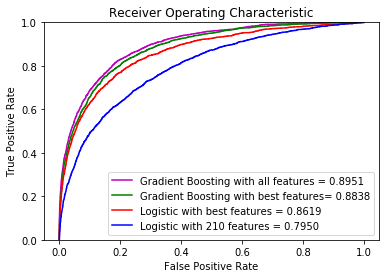 Receiver Operating Characteristic
True Positive Rate
1.0
0.8
0.6
0.4
0.2
0.0
Gradient Boosting with all features = 0.8951
Gradient Boosting with best features= 0.8838
Logistic with best features = 0.8619
Logistic with 210 features = 0.7950
0.0 0.2 0.4 0.6 0.8 1.0
False Positive Rate